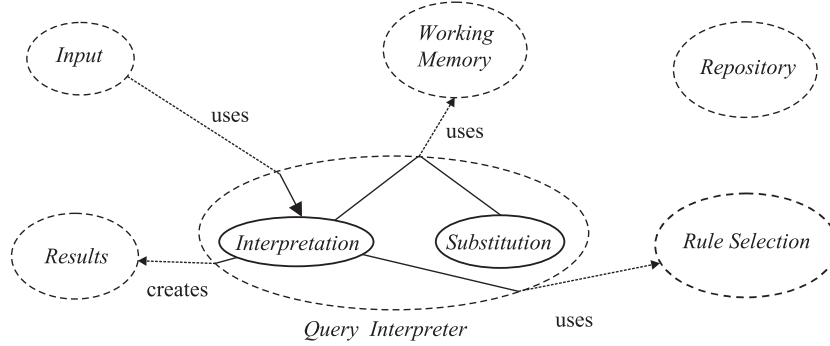 Input
Working
Memory
Repository
uses
uses
Interpretation
Substitution
Rule Selection
Results
creates
Query Interpreter
uses